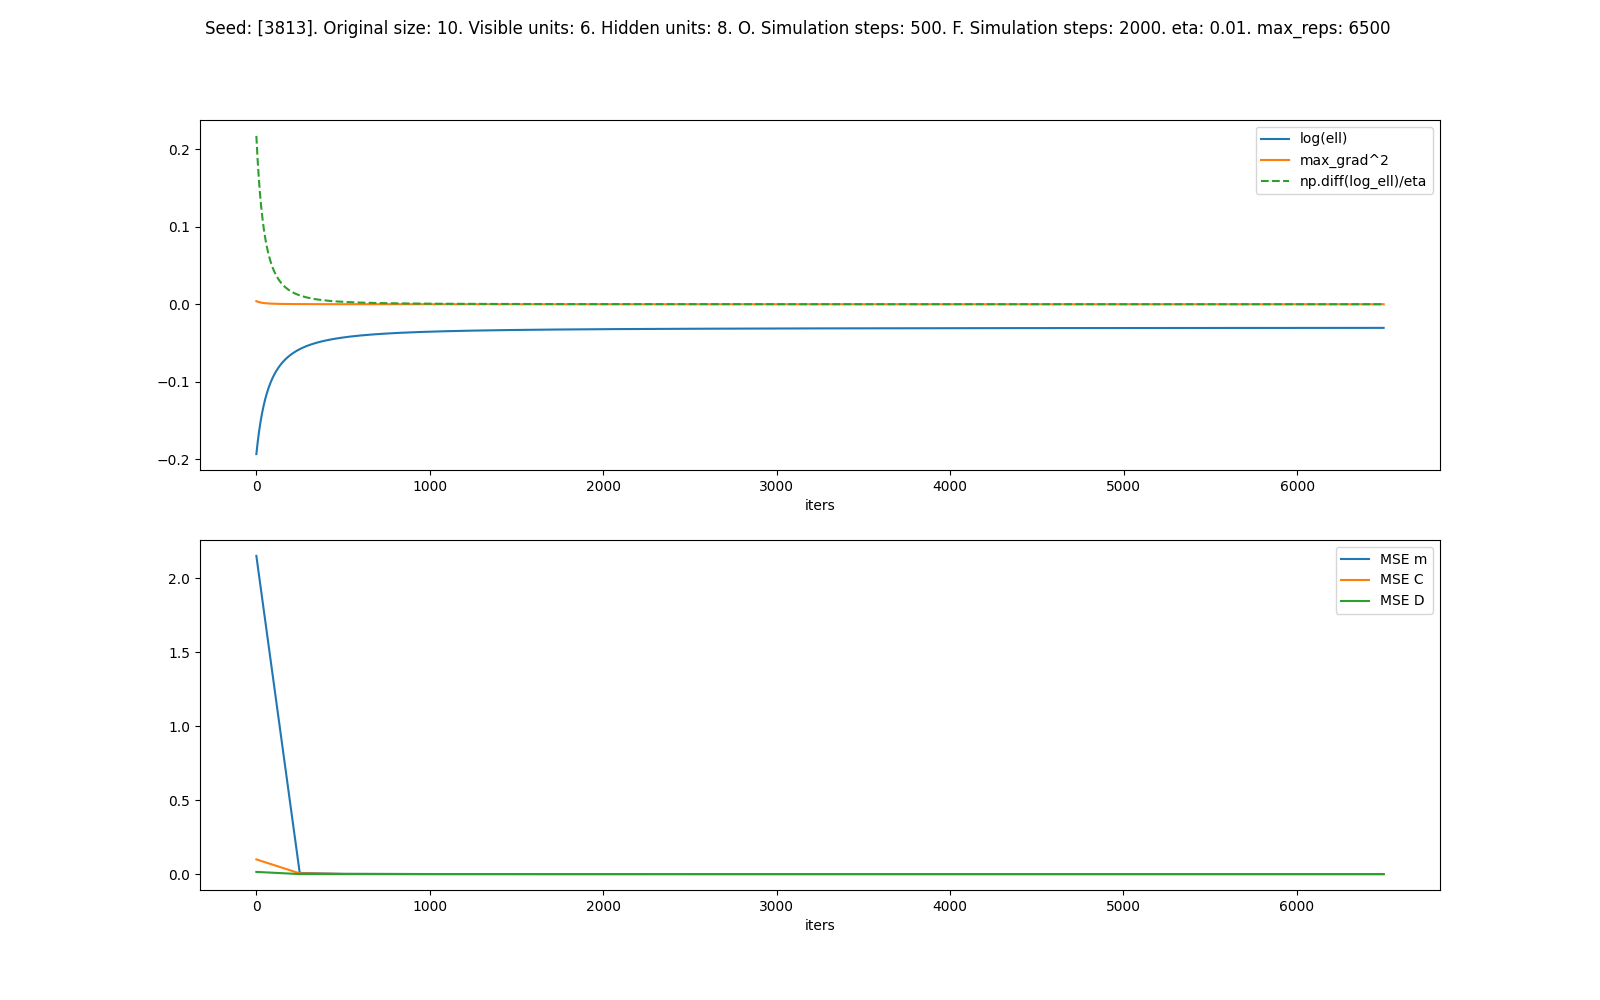 Seed: [3813]. Original size: 10. Visible units: 6. Hidden units: 8. O. Simulation steps: 500. F. Simulation steps: 2000. eta: 0.01. max_reps: 6500
log(ell)
max_grad^2
np.diff(log_ell)/eta
0.2
0.1
0.0
−0.1
−0.2
0 1000 2000 3000 4000 5000 6000
iters
MSE m
MSE C
MSE D
2.0
1.5
1.0
0.5
0.0
0 1000 2000 3000 4000 5000 6000
iters